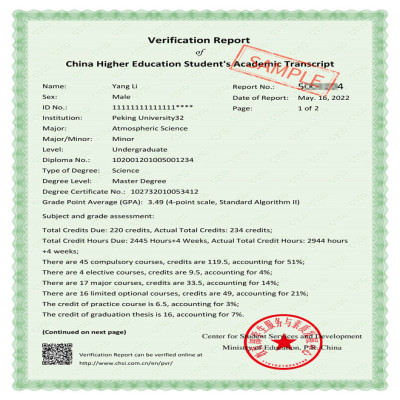 Verification Report
of
China Higher Education Student's Academic Transcript
SAMPLE
Name: Yang Li Report No.: 4
Sex: Male Date of Report: May. 16, 2022
ID No.: 11111111111111**** Page: 1 of 2
Institution: Peking University32
Major: Atmospheric Science
Major/Minor: Minor
Level: Undergraduate
Diploma No.: 102001201005001234
Type of Degree: Science
Degree Level: Master Degree
Degree Certificate No.: 102732010053412
Grade Point Average (GPA): 3.49 (4-point scale, Standard Algorithm II)
Subject and grade assessment:
Total Credits Due: 220 credits, Actual Total Credits: 234 credits;
Total Credit Hours Due: 2445 Hours+4 Weeks, Actual Total Credit Hours: 2944 hours
+4 weeks;
There are 45 compulsory courses, credits are 119.5, accounting for 51%;
There are 4 elective courses, credits are 9.5, accounting for 4%;
There are 17 major courses, credits are 33.5, accounting for 14%;
There are 16 limited optional courses, credits are 49, accounting for 21%;
The credit of practice course is 6.5, accounting for 3%;
The credit of graduation thesis is 16, accounting for 7%.
(Continued on next page)
Center for Student Services and Development
Ministry of Education, P.R. China
Verification Report can be verified online at
http://www.chsi.com.cn/en/pvr/